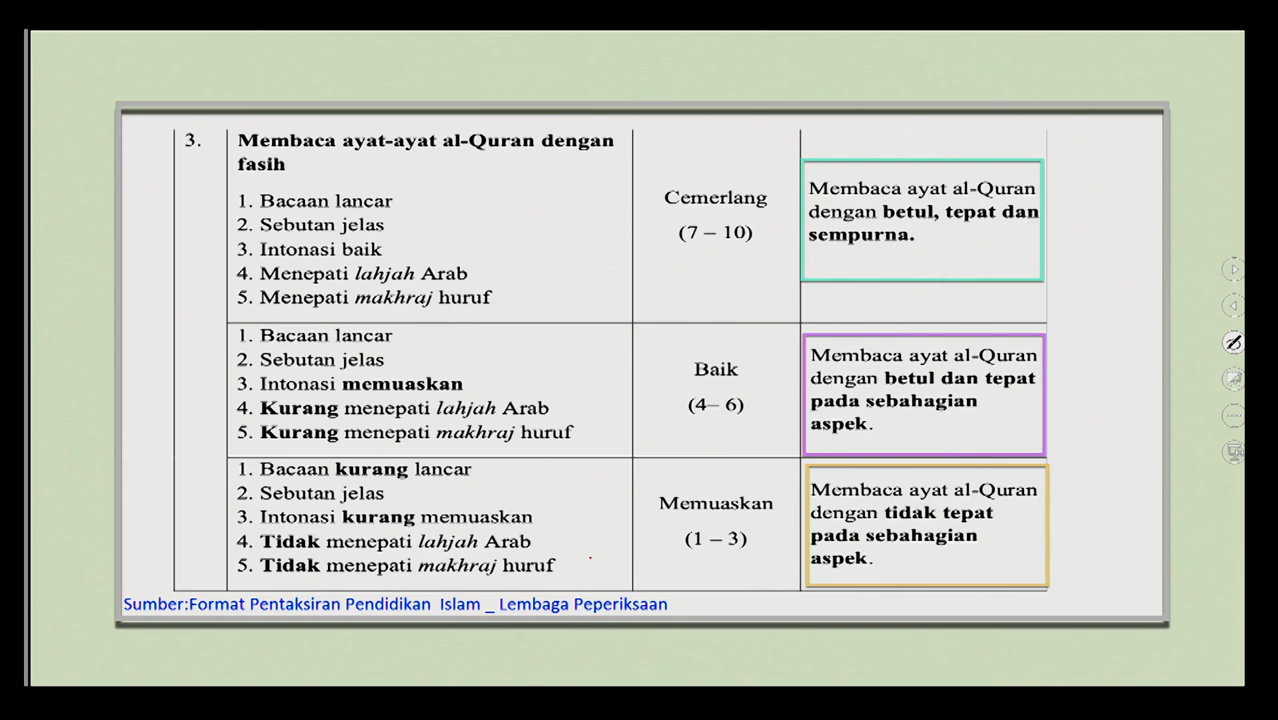 3.
Membaca ayat-ayat al-Quran dengan
fasih
1. Bacaan lancar
2. Sebutan jelas
3. Intonasi baik
4. Menepati lahjah Arab
5. Menepati makhraj huruf
Cemerlang
(7 – 10)
Membaca ayat al-Quran
dengan betul, tepat dan
sempurna.
1. Bacaan lancar
2. Sebutan jelas
3. Intonasi memuaskan
4. Kurang menepati lahjah Arab
5. Kurang menepati makhraj huruf
Baik
(4– 6)
Membaca ayat al-Quran
dengan betul dan tepat
pada sebahagian
aspek.
1. Bacaan kurang lancar
2. Sebutan jelas
3. Intonasi kurang memuaskan
4. Tidak menepati lahjah Arab
5. Tidak menepati makhraj huruf
Memuaskan
(1 – 3)
Membaca ayat al-Quran
dengan tidak tepat
pada sebahagian
aspek.
Sumber:Format Pentaksiran Pendidikan Islam _ Lembaga Peperiksaan